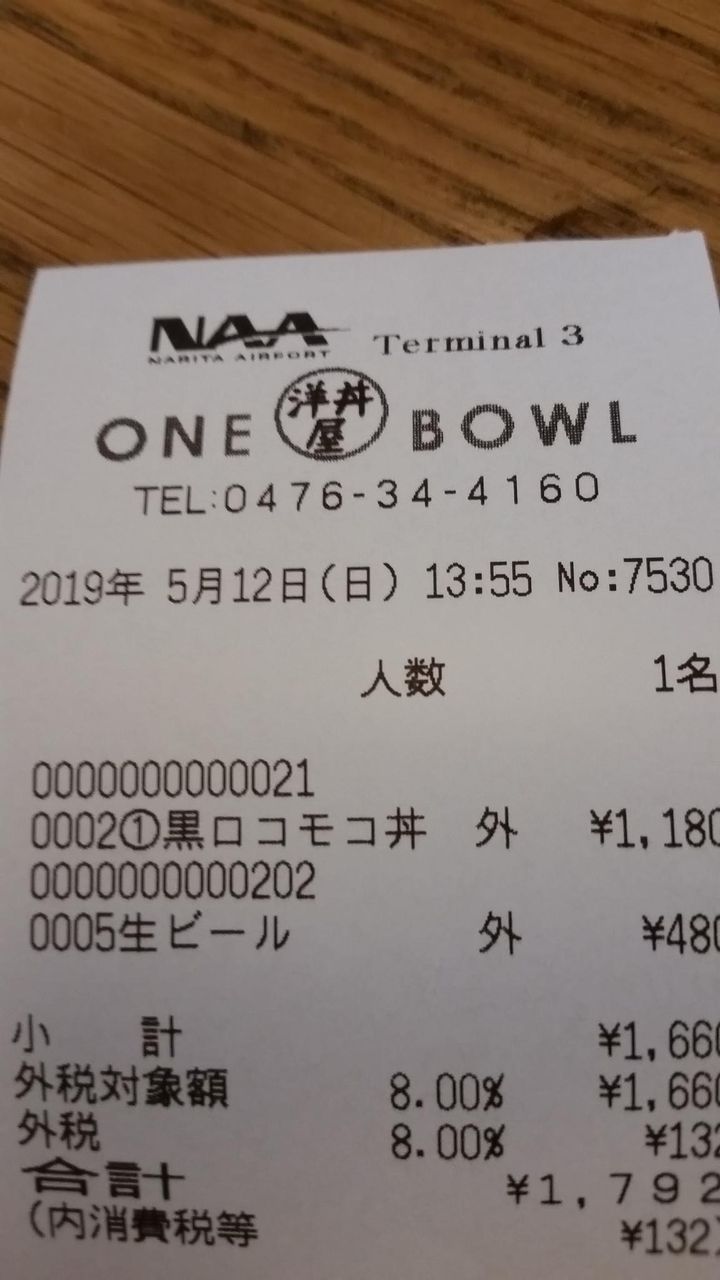 NAA
NARITA AIRPORT
Terminal 3
ONE 洋丼屋 BOWL
TEL:0476-34-4160
2019年 5月12日(日) 13:55 No:7530
人数 1名
0000000000021
0002①黒ロコモコ丼 外 ¥1,180
0000000000202
0005生ビール 外 ¥480
小 計 ¥1,660
外税対象額 8.00% ¥1,660
外税 8.00% ¥132
合計 ¥1,792
(内消費税等 ¥132)